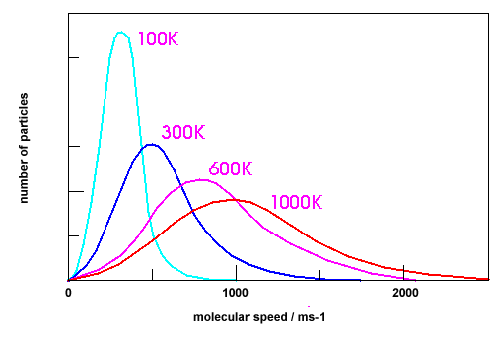 100K
300K
600K
1000K
number of particles
0
1000
2000
molecular speed / ms-1